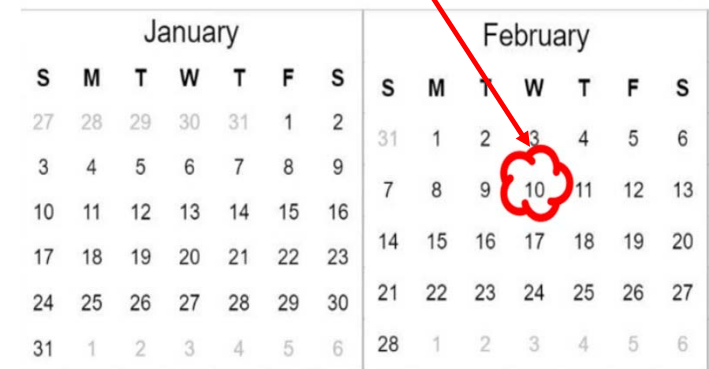 January
S M T W T F S
27 28 29 30 31 1 2
3 4 5 6 7 8 9
10 11 12 13 14 15 16
17 18 19 20 21 22 23
24 25 26 27 28 29 30
31 1 2 3 4 5 6
February
S M T W T F S
31 1 2 3 4 5 6
7 8 9 10 11 12 13
14 15 16 17 18 19 20
21 22 23 24 25 26 27
28 1 2 3 4 5 6